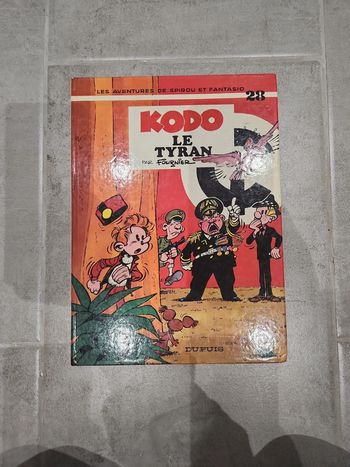 LES AVENTURES DE SPIROU ET FANTASIO
28
KODO
LE
TYRAN
PAR FOURNIER
DUPUIS